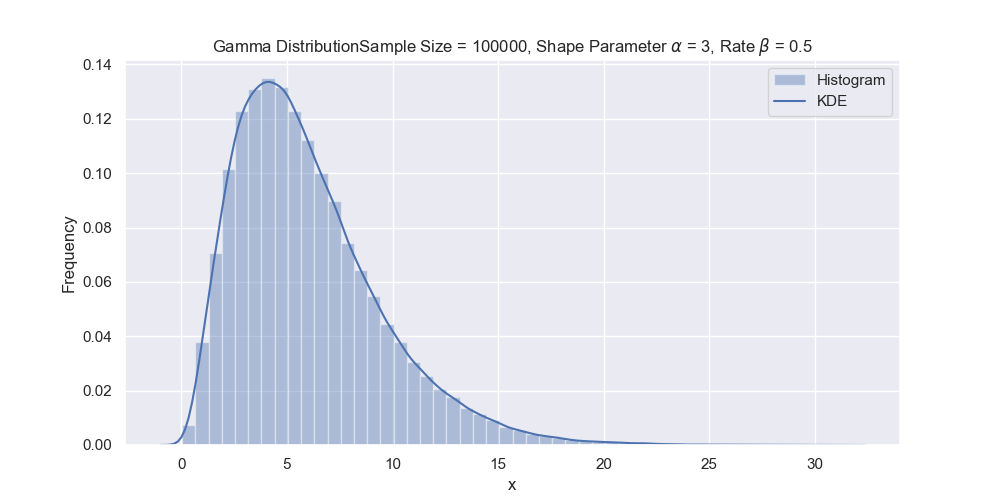 Gamma DistributionSample Size = 100000, Shape Parameter α = 3, Rate β = 0.5
Histogram
KDE
Frequency
0.14
0.12
0.10
0.08
0.06
0.04
0.02
0.00
0 5 10 15 20 25 30
x